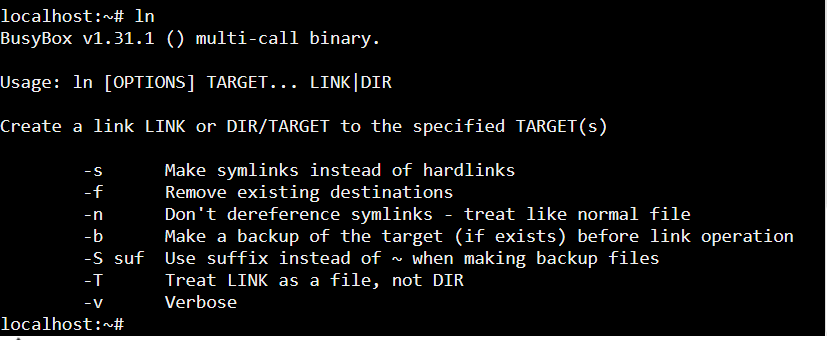 localhost:~# ln
BusyBox v1.31.1 () multi-call binary.
Usage: ln [OPTIONS] TARGET... LINK|DIR
Create a link LINK or DIR/TARGET to the specified TARGET(s)
-s Make symlinks instead of hardlinks
-f Remove existing destinations
-n Don't dereference symlinks - treat like normal file
-b Make a backup of the target (if exists) before link operation
-S suf Use suffix instead of ~ when making backup files
-T Treat LINK as a file, not DIR
-v Verbose
localhost:~#